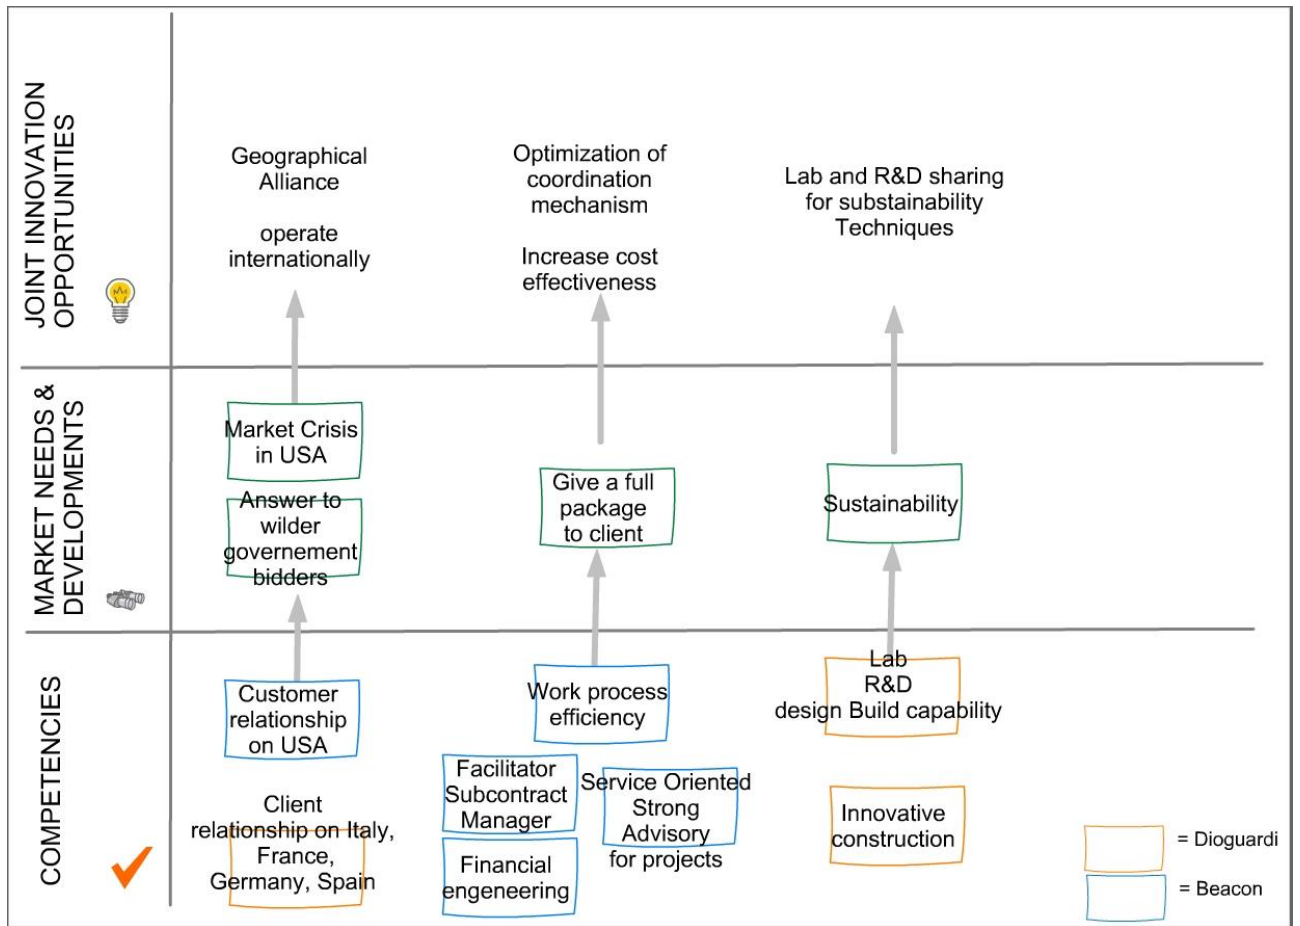 JOINT INNOVATION
OPPORTUNITIES
Geographical
Alliance
operate
internationally
Optimization of
coordination
mechanism
Increase cost
effectiveness
Lab and R&D sharing
for substainability
Techniques
MARKET NEEDS &
DEVELOPMENTS
Market Crisis
in USA
Answer to
wilder
governement
bidders
Give a full
package
to client
Sustainability
COMPETENCIES
Customer
relationship
on USA
Client
relationship on Italy,
France,
Germany, Spain
Work process
efficiency
Facilitator
Subcontract
Manager
Service Oriented
Strong
Advisory
for projects
Financial
engeneering
Lab
R&D
design Build capability
Innovative
construction
= Dioguardi
= Beacon